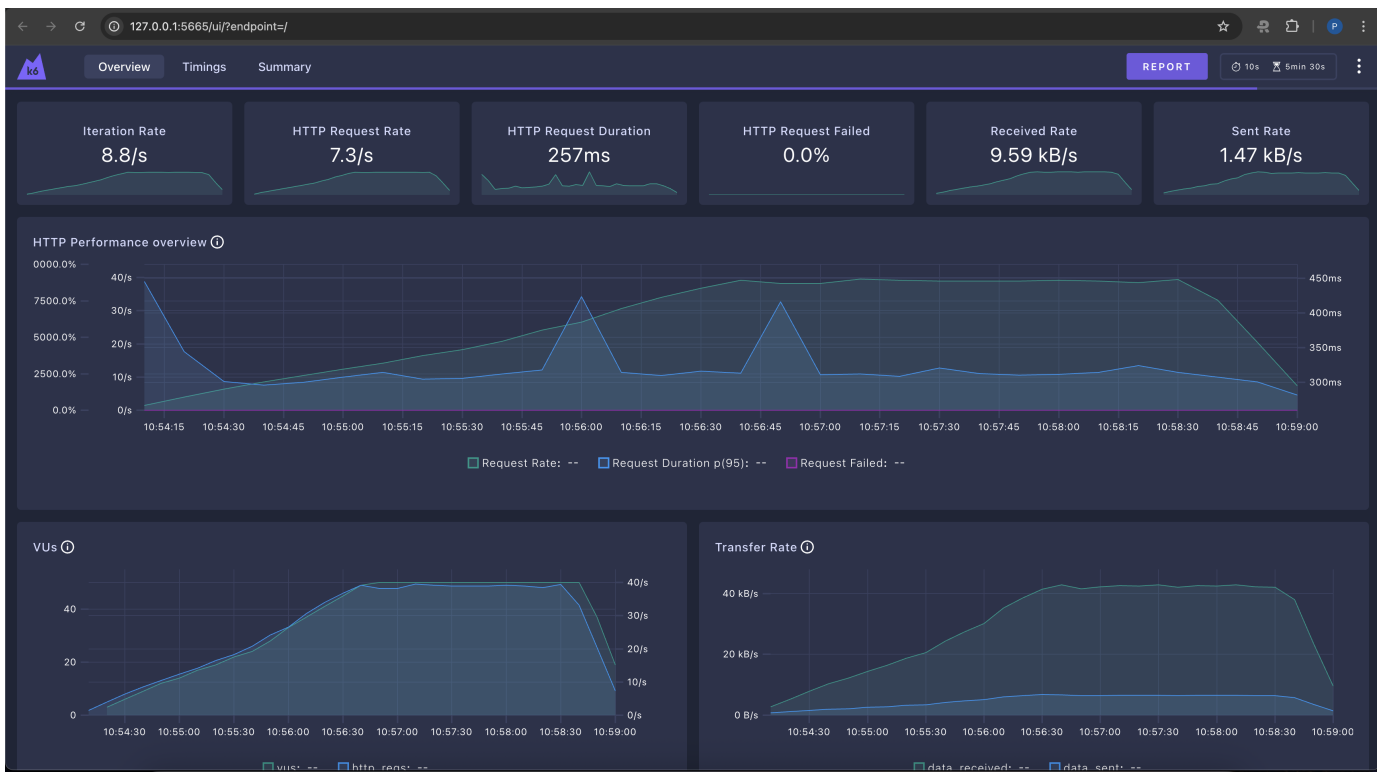 127.0.0.1:5665/ui/?endpoint=/
P
k6
Overview Timings Summary
REPORT
10s 5min 30s
Iteration Rate
8.8/s
HTTP Request Rate
7.3/s
HTTP Request Duration
257ms
HTTP Request Failed
0.0%
Received Rate
9.59 kB/s
Sent Rate
1.47 kB/s
HTTP Performance overview
0000.0%
7500.0%
5000.0%
2500.0%
0.0%
40/s
30/s
20/s
10/s
0/s
450ms
400ms
350ms
300ms
10:54:15 10:54:30 10:54:45 10:55:00 10:55:15 10:55:30 10:55:45 10:56:00 10:56:15 10:56:30 10:56:45 10:57:00 10:57:15 10:57:30 10:57:45 10:58:00 10:58:15 10:58:30 10:58:45 10:59:00
Request Rate: -- Request Duration p(95): -- Request Failed: --
VUs
40
20
0
40/s
30/s
20/s
10/s
0/s
10:54:30 10:55:00 10:55:30 10:56:00 10:56:30 10:57:00 10:57:30 10:58:00 10:58:30 10:59:00
vus: -- http_reqs: --
Transfer Rate
40 kB/s
20 kB/s
0 B/s
10:54:30 10:55:00 10:55:30 10:56:00 10:56:30 10:57:00 10:57:30 10:58:00 10:58:30 10:59:00
data_received: -- data_sent: --